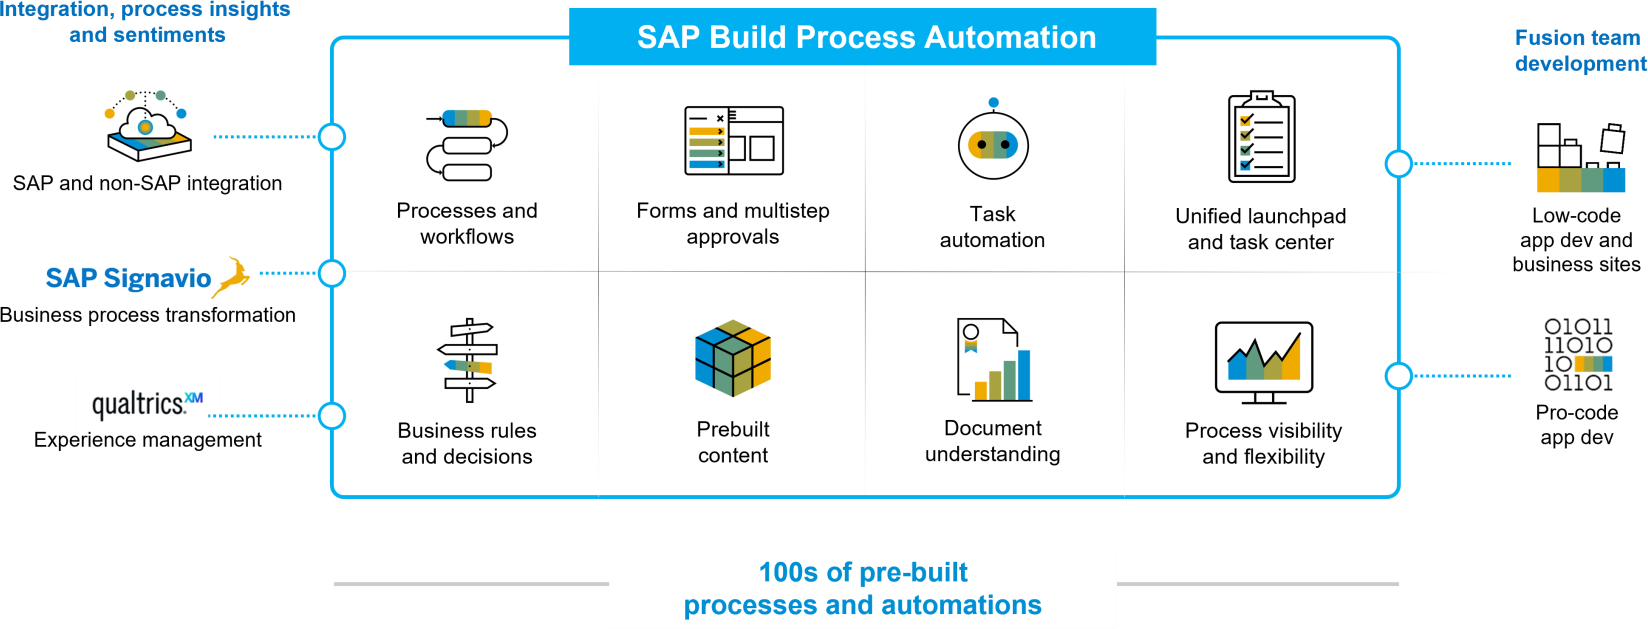 Integration, process insights
and sentiments
SAP and non-SAP integration
SAP Signavio
Business process transformation
qualtrics.XM
Experience management
SAP Build Process Automation
Processes and
workflows
Forms and multistep
approvals
Task
automation
Unified launchpad
and task center
Business rules
and decisions
Prebuilt
content
Document
understanding
Process visibility
and flexibility
Fusion team
development
Low-code
app dev and
business sites
01011
11010
10
01101
Pro-code
app dev
100s of pre-built
processes and automations